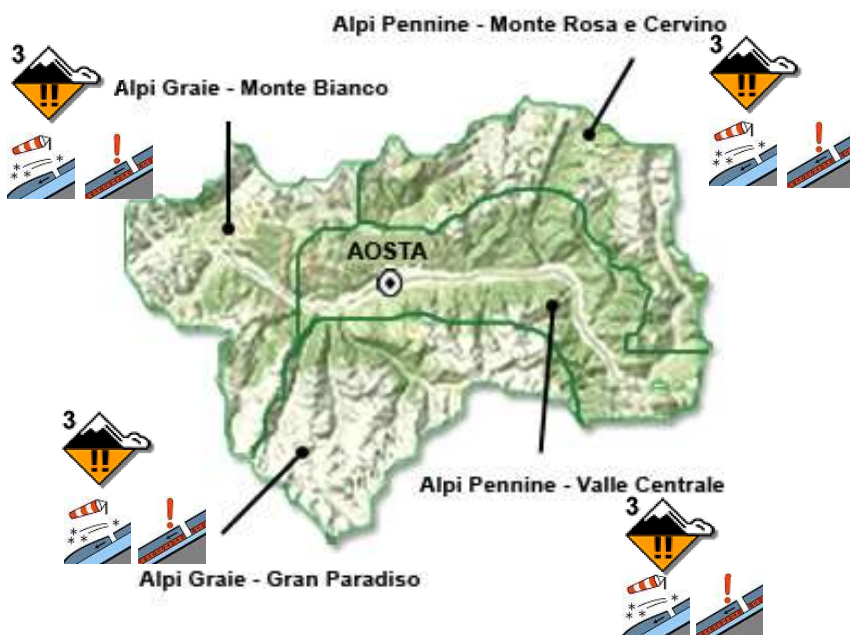 Alpi Pennine - Monte Rosa e Cervino
3
3
Alpi Graie - Monte Bianco
!!
!!
AOSTA
3
!!
Alpi Pennine - Valle Centrale
3
!!
Alpi Graie - Gran Paradiso